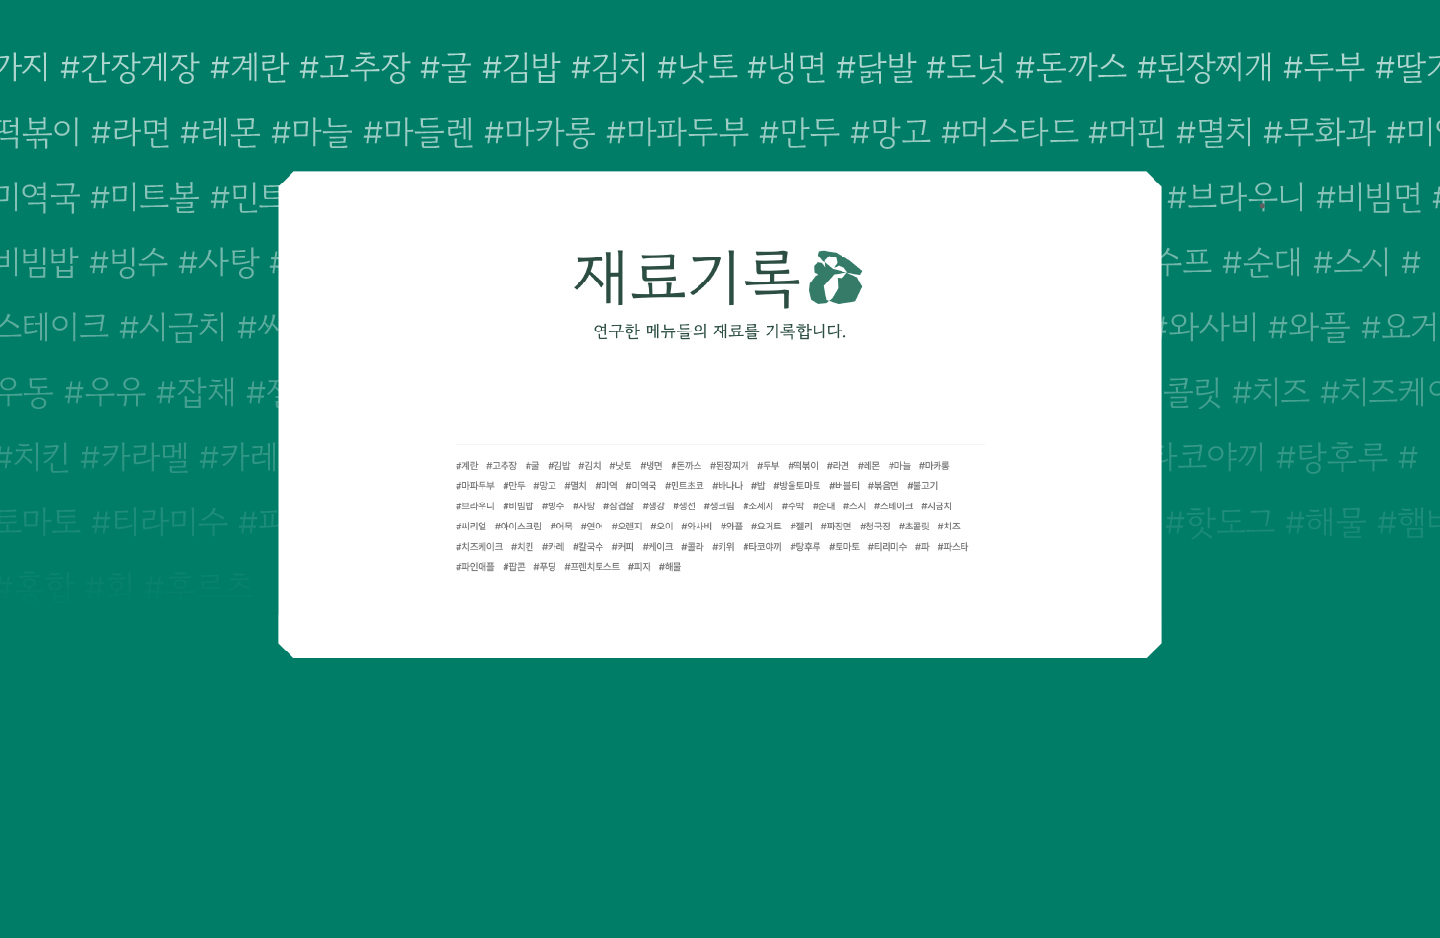 가지 #간장게장 #계란 #고추장 #굴 #김밥 #김치 #낫토 #냉면 #닭발 #도넛 #돈까스 #된장찌개 #두부 #딸기
떡볶이 #라면 #레몬 #마늘 #마들렌 #마카롱 #마파두부 #만두 #망고 #머스타드 #머핀 #멸치 #무화과
미역국 #미트볼 #브라우니 #비빔면
비빔밥 #빙수 #사탕 수프 #순대 #스시 #
스테이크 #시금치 #와사비 #와플
우동 #우유 #잡채 콜릿 #치즈
#치킨 #카라멜 #카레 타코야끼 #탕후루 #
토마토 #티라미수 #핫도그 #해물
#회 #후르츠
재료기록
연구한 메뉴들의 재료를 기록합니다.
#계란 #고추장 #굴 #김밥 #김치 #낫토 #냉면 #돈까스 #된장찌개 #두부 #떡볶이 #라면 #레몬 #마늘 #마카롱
#마파두부 #만두 #망고 #멸치 #미역 #미역국 #민트초코 #바나나 #밥 #방울토마토 #버블티 #볶음면 #불고기
#브라우니 #비빔밥 #빙수 #사탕 #삼겹살 #생강 #생선 #생크림 #소세지 #수박 #순대 #스시 #스테이크 #시금치
#씨리얼 #아이스크림 #어묵 #연어 #오렌지 #오이 #와사비 #와플 #요거트 #젤리 #짜장면 #청국장 #초콜릿 #치즈
#치즈케이크 #치킨 #카레 #칼국수 #커피 #케이크 #콜라 #키위 #타코야끼 #탕후루 #토마토 #티라미수 #파 #파스타
#파인애플 #팝콘 #푸딩 #프렌치토스트 #피자 #해물